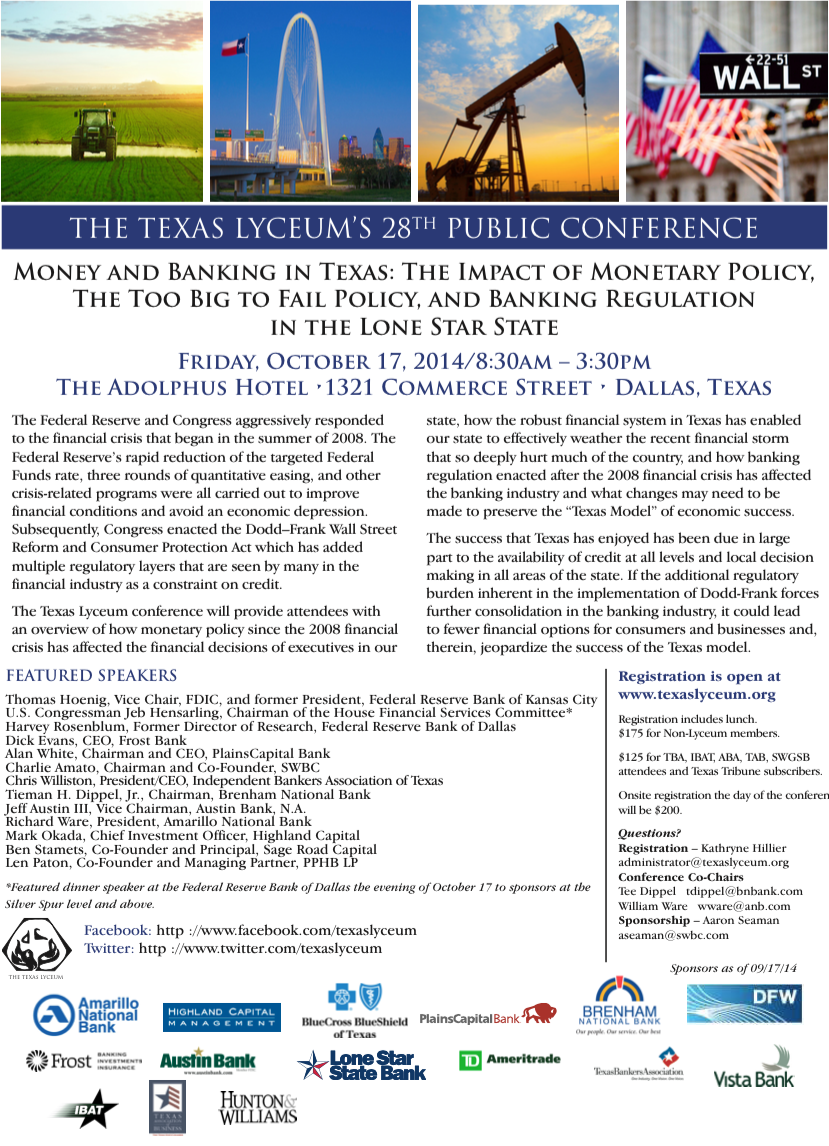 ←22-51
WALL ST
THE TEXAS LYCEUM'S 28TH PUBLIC CONFERENCE
MONEY AND BANKING IN TEXAS: THE IMPACT OF MONETARY POLICY,
THE TOO BIG TO FAIL POLICY, AND BANKING REGULATION
IN THE LONE STAR STATE
FRIDAY, OCTOBER 17, 2014/8:30AM – 3:30PM
THE ADOLPHUS HOTEL ‧1321 COMMERCE STREET ‧ DALLAS, TEXAS
The Federal Reserve and Congress aggressively responded
to the financial crisis that began in the summer of 2008. The
Federal Reserve's rapid reduction of the targeted Federal
Funds rate, three rounds of quantitative easing, and other
crisis-related programs were all carried out to improve
financial conditions and avoid an economic depression.
Subsequently, Congress enacted the Dodd–Frank Wall Street
Reform and Consumer Protection Act which has added
multiple regulatory layers that are seen by many in the
financial industry as a constraint on credit.
The Texas Lyceum conference will provide attendees with
an overview of how monetary policy since the 2008 financial
crisis has affected the financial decisions of executives in our
state, how the robust financial system in Texas has enabled
our state to effectively weather the recent financial storm
that so deeply hurt much of the country, and how banking
regulation enacted after the 2008 financial crisis has affected
the banking industry and what changes may need to be
made to preserve the “Texas Model” of economic success.
The success that Texas has enjoyed has been due in large
part to the availability of credit at all levels and local decision
making in all areas of the state. If the additional regulatory
burden inherent in the implementation of Dodd-Frank forces
further consolidation in the banking industry, it could lead
to fewer financial options for consumers and businesses and,
therein, jeopardize the success of the Texas model.
FEATURED SPEAKERS
Thomas Hoenig, Vice Chair, FDIC, and former President, Federal Reserve Bank of Kansas City
U.S. Congressman Jeb Hensarling, Chairman of the House Financial Services Committee*
Harvey Rosenblum, Former Director of Research, Federal Reserve Bank of Dallas
Dick Evans, CEO, Frost Bank
Alan White, Chairman and CEO, PlainsCapital Bank
Charlie Amato, Chairman and Co-Founder, SWBC
Chris Williston, President/CEO, Independent Bankers Association of Texas
Tieman H. Dippel, Jr., Chairman, Brenham National Bank
Jeff Austin III, Vice Chairman, Austin Bank, N.A.
Richard Ware, President, Amarillo National Bank
Mark Okada, Chief Investment Officer, Highland Capital
Ben Stamets, Co-Founder and Principal, Sage Road Capital
Len Paton, Co-Founder and Managing Partner, PPHB LP
*Featured dinner speaker at the Federal Reserve Bank of Dallas the evening of October 17 to sponsors at the
Silver Spur level and above.
Facebook: http ://www.facebook.com/texaslyceum
Twitter: http ://www.twitter.com/texaslyceum
THE TEXAS LYCEUM
Registration is open at
www.texaslyceum.org
Registration includes lunch.
$175 for Non-Lyceum members.
$125 for TBA, IBAT, ABA, TAB, SWGSB
attendees and Texas Tribune subscribers.
Onsite registration the day of the conferen
will be $200.
Questions?
Registration – Kathryne Hillier
administrator@texaslyceum.org
Conference Co-Chairs
Tee Dippel tdippel@bnbank.com
William Ware wware@anb.com
Sponsorship – Aaron Seaman
aseaman@swbc.com
Sponsors as of 09/17/14
Amarillo National Bank
HIGHLAND CAPITAL MANAGEMENT
BlueCross BlueShield of Texas
PlainsCapital Bank
BRENHAM NATIONAL BANK
Our people. Our service. Our best
DFW
Frost BANKING INVESTMENTS INSURANCE
Austin Bank
www.austinbank.com
Lone Star State Bank
TD Ameritrade
TexasBankersAssociation
Vista Bank
IBAT
TEXAS ASSOCIATION OF BUSINESS
HUNTON& WILLIAMS